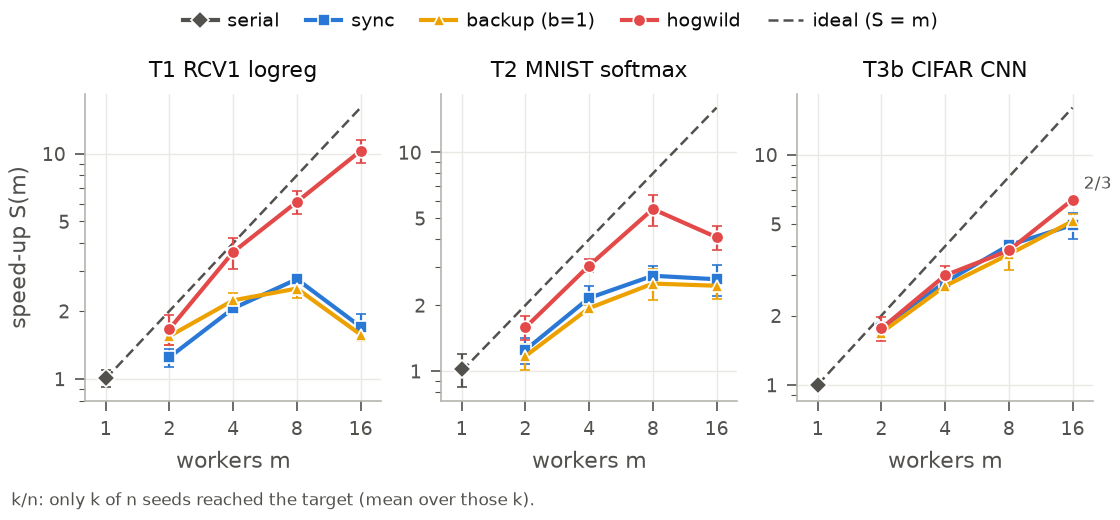 serial sync backup (b=1) hogwild ideal (S = m)
T1 RCV1 logreg
T2 MNIST softmax
T3b CIFAR CNN
speed-up S(m)
10
5
2
1
1 2 4 8 16
workers m
10
5
2
1
1 2 4 8 16
workers m
10
5
2
1
2/3
1 2 4 8 16
workers m
k/n: only k of n seeds reached the target (mean over those k).